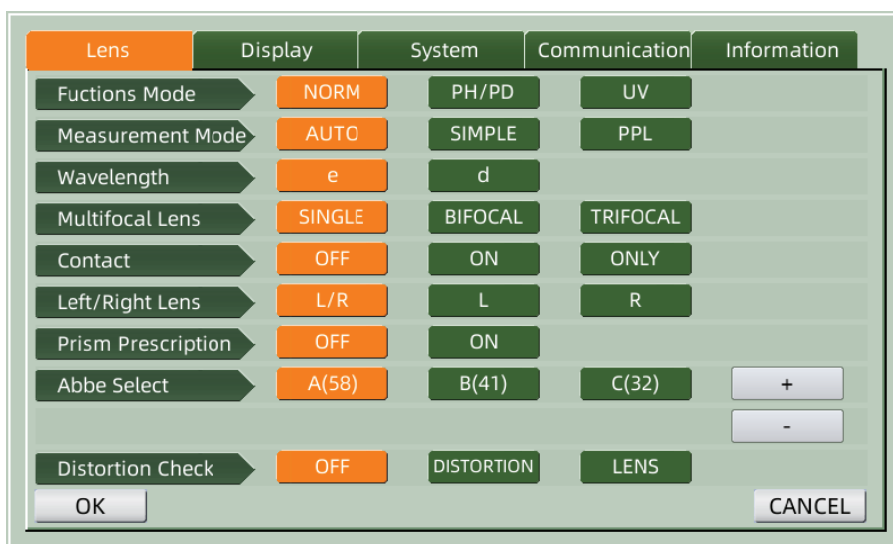 Lens Display System Communication Information
Fuctions Mode NORM PH/PD UV
Measurement Mode AUTO SIMPLE PPL
Wavelength e d
Multifocal Lens SINGLE BIFOCAL TRIFOCAL
Contact OFF ON ONLY
Left/Right Lens L/R L R
Prism Prescription OFF ON
Abbe Select A(58) B(41) C(32) +
-
Distortion Check OFF DISTORTION LENS
OK CANCEL